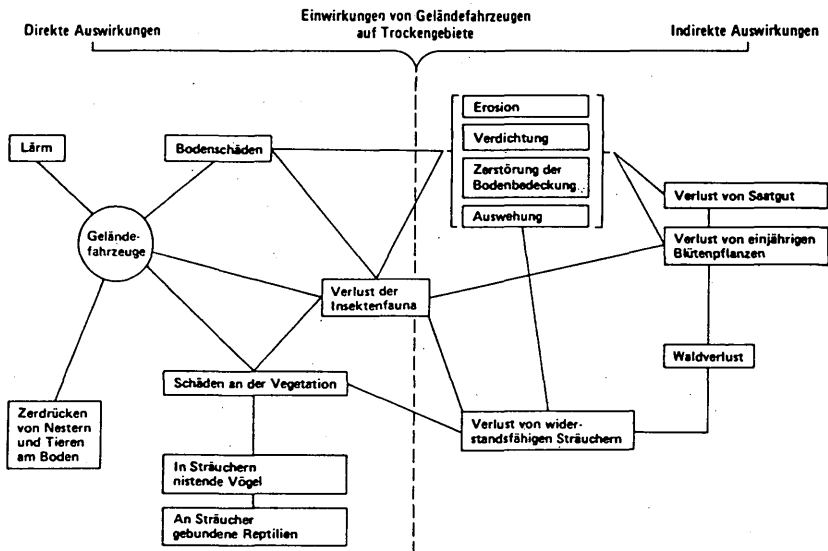 Einwirkungen von Geländefahrzeugen
auf Trockengebiete
Direkte Auswirkungen
Indirekte Auswirkungen
Lärm
Bodenschäden
Erosion
Verdichtung
Zerstörung der
Bodenbedeckung
Auswehung
Verlust von Saatgut
Verlust von einjährigen
Blütenpflanzen
Gelände-
fahrzeuge
Verlust der
Insektenfauna
Waldverlust
Schäden an der Vegetation
Zerdrücken
von Nestern
und Tieren
am Boden
Verlust von wider-
standsfähigen Sträuchern
In Sträuchern
nistende Vögel
An Sträucher
gebundene Reptilien